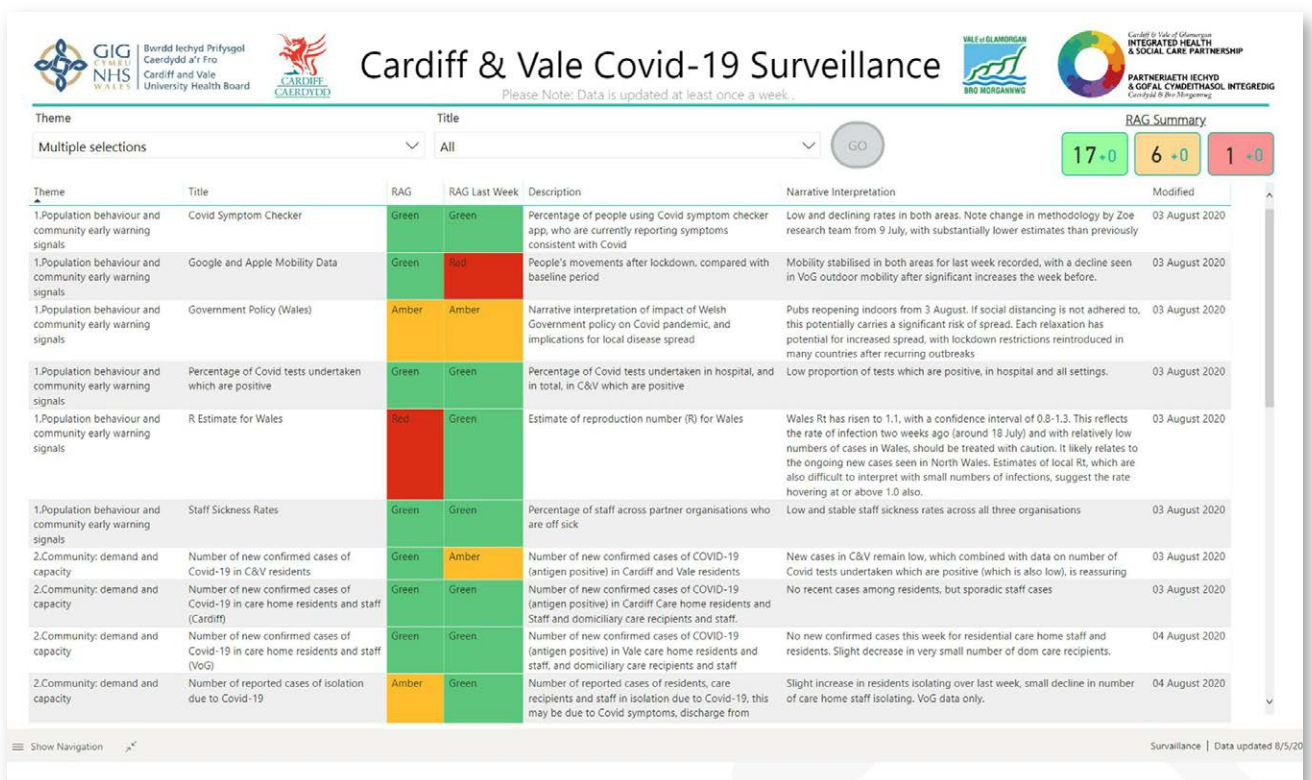 GIG
CYMRU
NHS
WALES
Bwrdd Iechyd Prifysgol
Caerdydd a'r Fro
Cardiff and Vale
University Health Board
CARDIFF
CAERDYDD
Cardiff & Vale Covid-19 Surveillance
Please Note: Data is updated at least once a week .
VALE of GLAMORGAN
BRO MORGANNWG
Cardiff & Vale of Glamorgan
INTEGRATED HEALTH
& SOCIAL CARE PARTNERSHIP
PARTNERIAETH IECHYD
& GOFAL CYMDEITHASOL INTEGREDIG
Caerdydd & Bro Morgannwg
Theme
Title
RAG Summary
Multiple selections
All
GO
17 +0
6 +0
1 +0
Theme Title RAG RAG Last Week Description Narrative Interpretation Modified
1.Population behaviour and Covid Symptom Checker Green Green Percentage of people using Covid symptom checker Low and declining rates in both areas. Note change in methodology by Zoe 03 August 2020
community early warning app, who are currently reporting symptoms research team from 9 July, with substantially lower estimates than previously
signals consistent with Covid
1.Population behaviour and Google and Apple Mobility Data Green Red People's movements after lockdown, compared with Mobility stabilised in both areas for last week recorded, with a decline seen 03 August 2020
community early warning baseline period in VoG outdoor mobility after significant increases the week before.
signals
1.Population behaviour and Government Policy (Wales) Amber Amber Narrative interpretation of impact of Welsh Pubs reopening indoors from 3 August. If social distancing is not adhered to, 03 August 2020
community early warning Government policy on Covid pandemic, and this potentially carries a significant risk of spread. Each relaxation has
signals implications for local disease spread potential for increased spread, with lockdown restrictions reintroduced in
many countries after recurring outbreaks
1.Population behaviour and Percentage of Covid tests undertaken Green Green Percentage of Covid tests undertaken in hospital, and Low proportion of tests which are positive, in hospital and all settings. 03 August 2020
community early warning which are positive in total, in C&V which are positive
signals
1.Population behaviour and R Estimate for Wales Red Green Estimate of reproduction number (R) for Wales Wales Rt has risen to 1.1, with a confidence interval of 0.8-1.3. This reflects 03 August 2020
community early warning the rate of infection two weeks ago (around 18 July) and with relatively low
signals numbers of cases in Wales, should be treated with caution. It likely relates to
the ongoing new cases seen in North Wales. Estimates of local Rt, which are
also difficult to interpret with small numbers of infections, suggest the rate
hovering at or above 1.0 also.
1.Population behaviour and Staff Sickness Rates Green Green Percentage of staff across partner organisations who Low and stable staff sickness rates across all three organisations 03 August 2020
community early warning are off sick
signals
2.Community: demand and Number of new confirmed cases of Green Amber Number of new confirmed cases of COVID-19 New cases in C&V remain low, which combined with data on number of 03 August 2020
capacity Covid-19 in C&V residents (antigen positive) in Cardiff and Vale residents Covid tests undertaken which are positive (which is also low), is reassuring
2.Community: demand and Number of new confirmed cases of Green Green Number of new confirmed cases of COVID-19 No recent cases among residents, but sporadic staff cases 03 August 2020
capacity Covid-19 in care home residents and staff (antigen positive) in Cardiff Care home residents and
(Cardiff) Staff and domiciliary care recipients and staff.
2.Community: demand and Number of new confirmed cases of Green Green Number of new confirmed cases of COVID-19 No new confirmed cases this week for residential care home staff and 04 August 2020
capacity Covid-19 in care home residents and staff (antigen positive) in Vale care home residents and residents. Slight decrease in very small number of dom care recipients.
(VoG) staff, and domiciliary care recipients and staff
2.Community: demand and Number of reported cases of isolation Amber Green Number of reported cases of residents, care Slight increase in residents isolating over last week, small decline in number 04 August 2020
capacity due to Covid-19 recipients and staff in isolation due to Covid-19, this of care home staff isolating. VoG data only.
may be due to Covid symptoms, discharge from
Show Navigation
Survaillance | Data updated 8/5/20